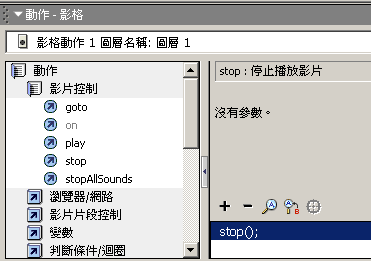 動作 - 影格
影格動作 1 圖層名稱: 圖層 1
動作
影片控制
goto
on
play
stop
stopAllSounds
瀏覽器/網路
影片片段控制
變數
判斷條件/迴圈
stop : 停止播放影片
沒有參數。
stop();